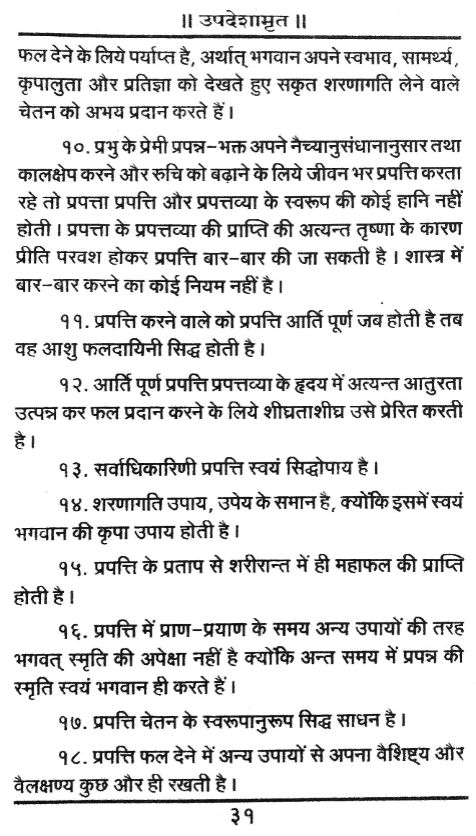 ॥ उपदेशामृत ॥
फल देने के लिये पर्याप्त है, अर्थात् भगवान अपने स्वभाव, सामर्थ्य,
कृपालुता और प्रतिज्ञा को देखते हुए सकृत शरणागति लेने वाले
चेतन को अभय प्रदान करते हैं।
१०. प्रभु के प्रेमी प्रपन्न-भक्त अपने नैच्यानुसंधानानुसार तथा
कालक्षेप करने और रुचि को बढ़ाने के लिये जीवन भर प्रपत्ति करता
रहे तो प्रपत्ता प्रपत्ति और प्रपत्तव्या के स्वरूप की कोई हानि नहीं
होती। प्रपत्ता के प्रपत्तव्या की प्राप्ति की अत्यन्त तृष्णा के कारण
प्रीति परवश होकर प्रपत्ति बार-बार की जा सकती है। शास्त्र में
बार-बार करने का कोई नियम नहीं है।
११. प्रपत्ति करने वाले को प्रपत्ति आर्ति पूर्ण जब होती है तब
वह आशु फलदायिनी सिद्ध होती है।
१२. आर्ति पूर्ण प्रपत्ति प्रपत्तव्या के हृदय में अत्यन्त आतुरता
उत्पन्न कर फल प्रदान करने के लिये शीघ्रताशीघ्र उसे प्रेरित करती
है।
१३. सर्वाधिकारिणी प्रपत्ति स्वयं सिद्धोपाय है।
१४. शरणागति उपाय, उपेय के समान है, क्योंकि इसमें स्वयं
भगवान की कृपा उपाय होती है।
१५. प्रपत्ति के प्रताप से शरीरान्त में ही महाफल की प्राप्ति
होती है।
१६. प्रपत्ति में प्राण-प्रयाण के समय अन्य उपायों की तरह
भगवत् स्मृति की अपेक्षा नहीं है क्योंकि अन्त समय में प्रपन्न की
स्मृति स्वयं भगवान ही करते हैं।
१७. प्रपत्ति चेतन के स्वरूपानुरूप सिद्ध साधन है।
१८. प्रपत्ति फल देने में अन्य उपायों से अपना वैशिष्ट्य और
वैलक्षण्य कुछ और ही रखती है।
३१